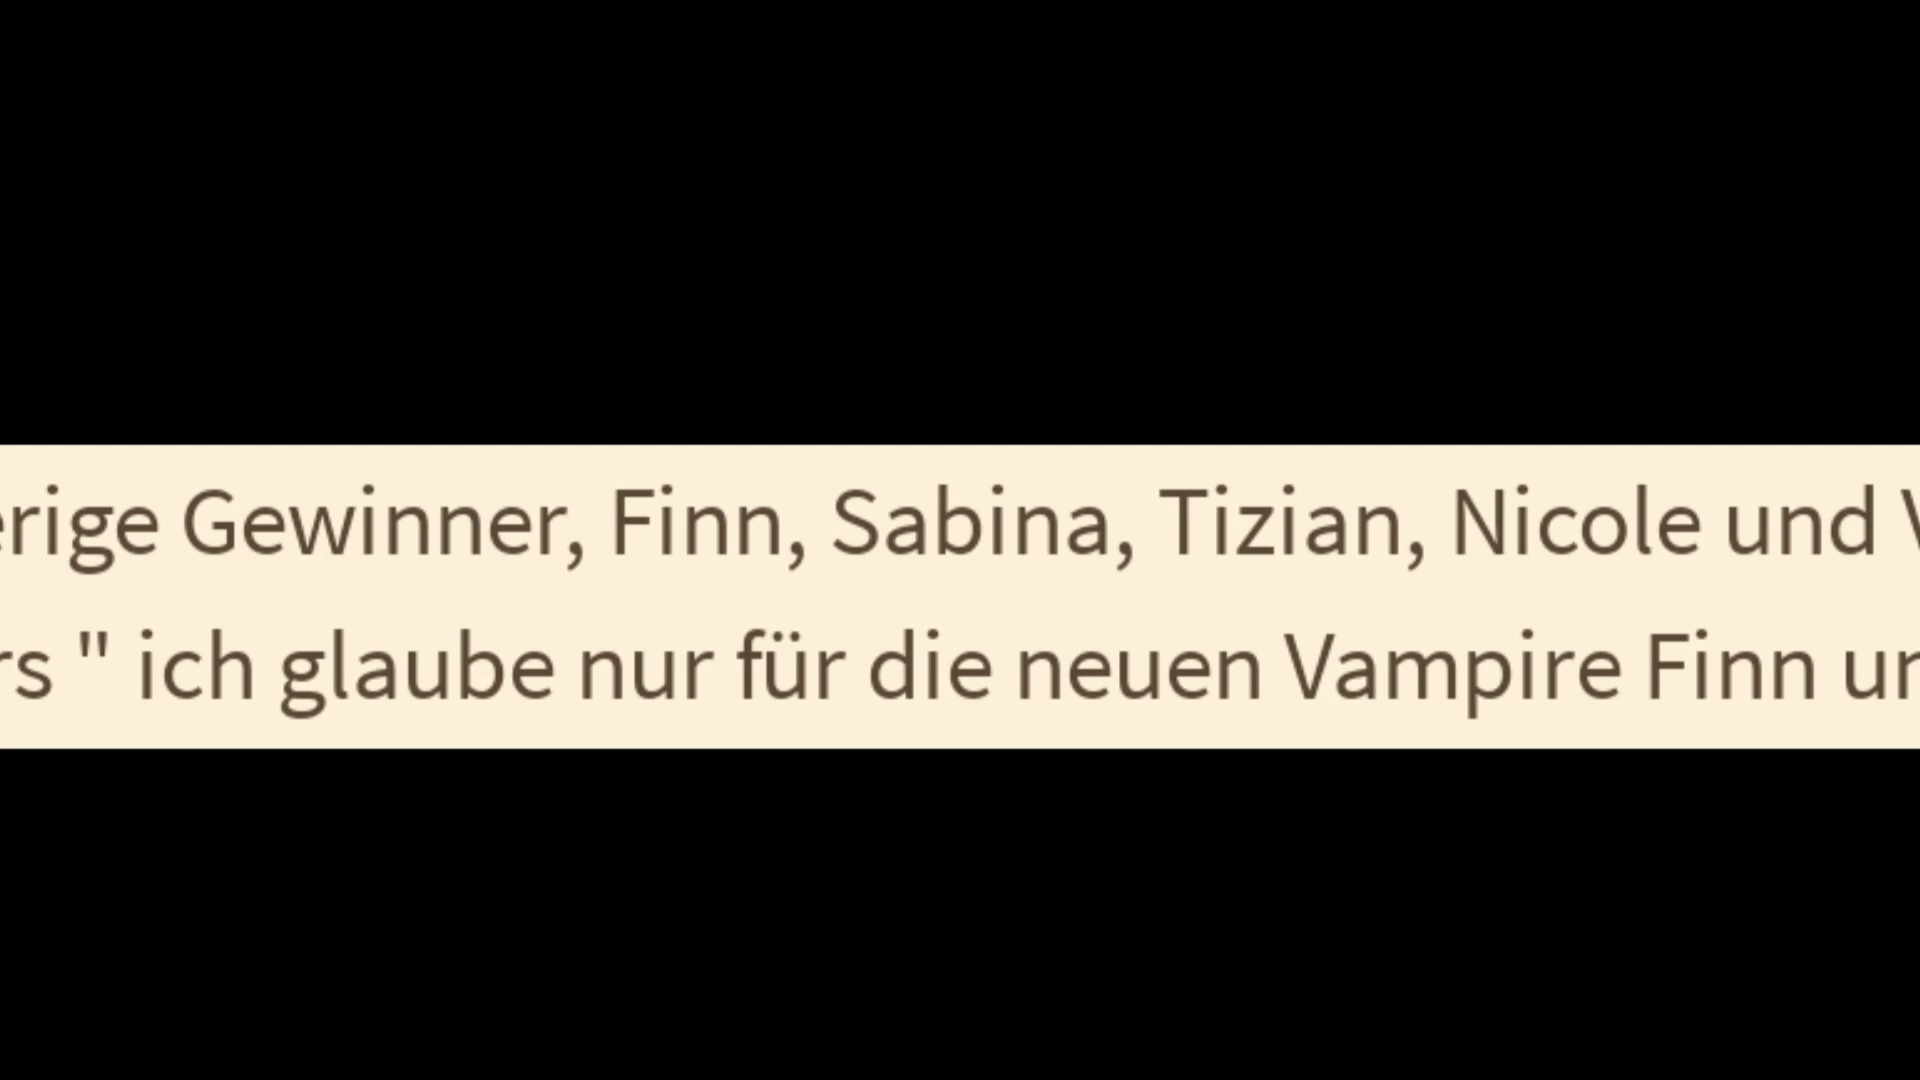 erige Gewinner, Finn, Sabina, Tizian, Nicole und
rs " ich glaube nur für die neuen Vampire Finn un